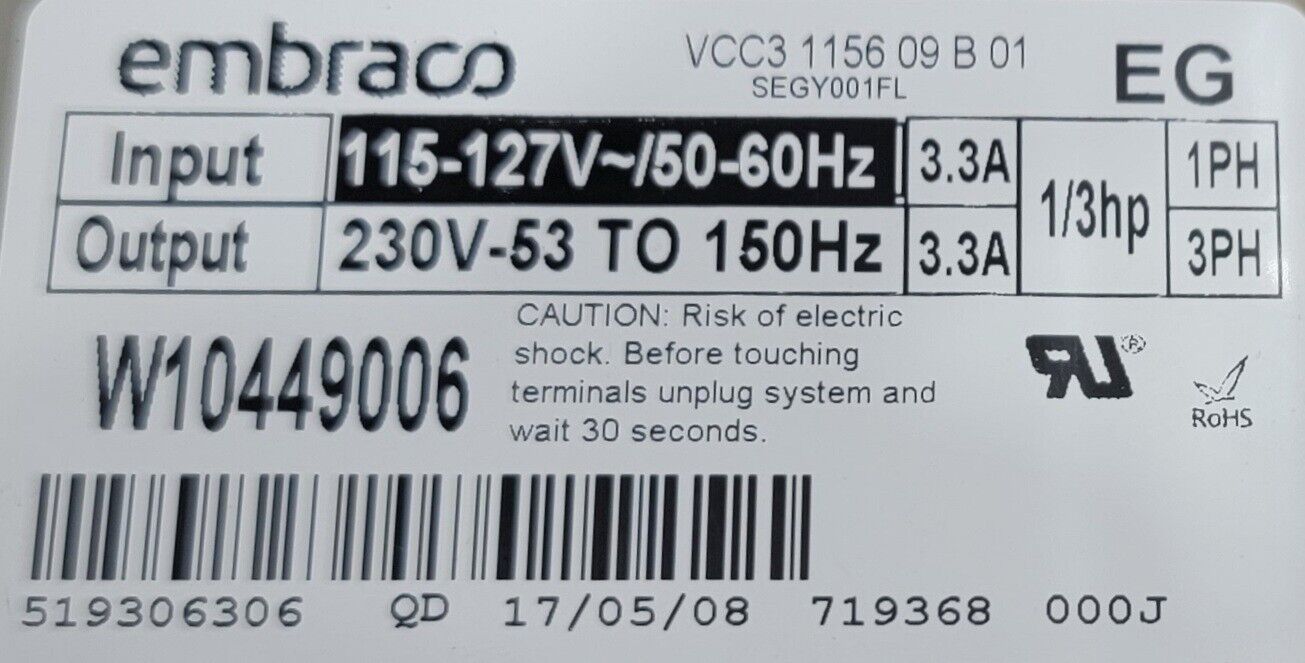 embraco VCC3 1156 09 B 01 EG
SEGY001FL
Input 115-127V~/50-60Hz 3.3A 1/3hp 1PH
Output 230V-53 TO 150Hz 3.3A 3PH
W10449006
CAUTION: Risk of electric
shock. Before touching
terminals unplug system and
wait 30 seconds.
RU ®
RoHS
519306306 QD 17/05/08 719368 000J